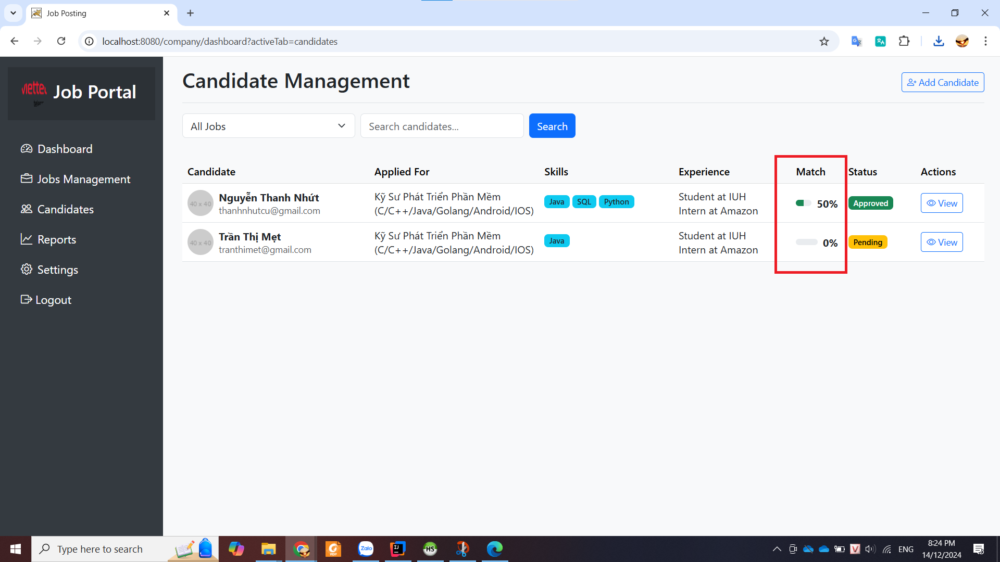 Job Posting
localhost:8080/company/dashboard?activeTab=candidates
viettel
Job Portal
Dashboard
Jobs Management
Candidates
Reports
Settings
Logout
Candidate Management
Add Candidate
All Jobs
Search candidates...
Search
Candidate Applied For Skills Experience Match Status Actions
40 x 40
Nguyễn Thanh Nhứt
thanhnhutcu@gmail.com
Kỹ Sư Phát Triển Phần Mềm
(C/C++/Java/Golang/Android/IOS)
Java SQL Python
Student at IUH
Intern at Amazon
50%
Approved
View
40 x 40
Trần Thị Mẹt
tranthimet@gmail.com
Kỹ Sư Phát Triển Phần Mềm
(C/C++/Java/Golang/Android/IOS)
Java
Student at IUH
Intern at Amazon
0%
Pending
View
Type here to search
PDF
Zalo
IJ
HS
V
ENG
8:24 PM
14/12/2024